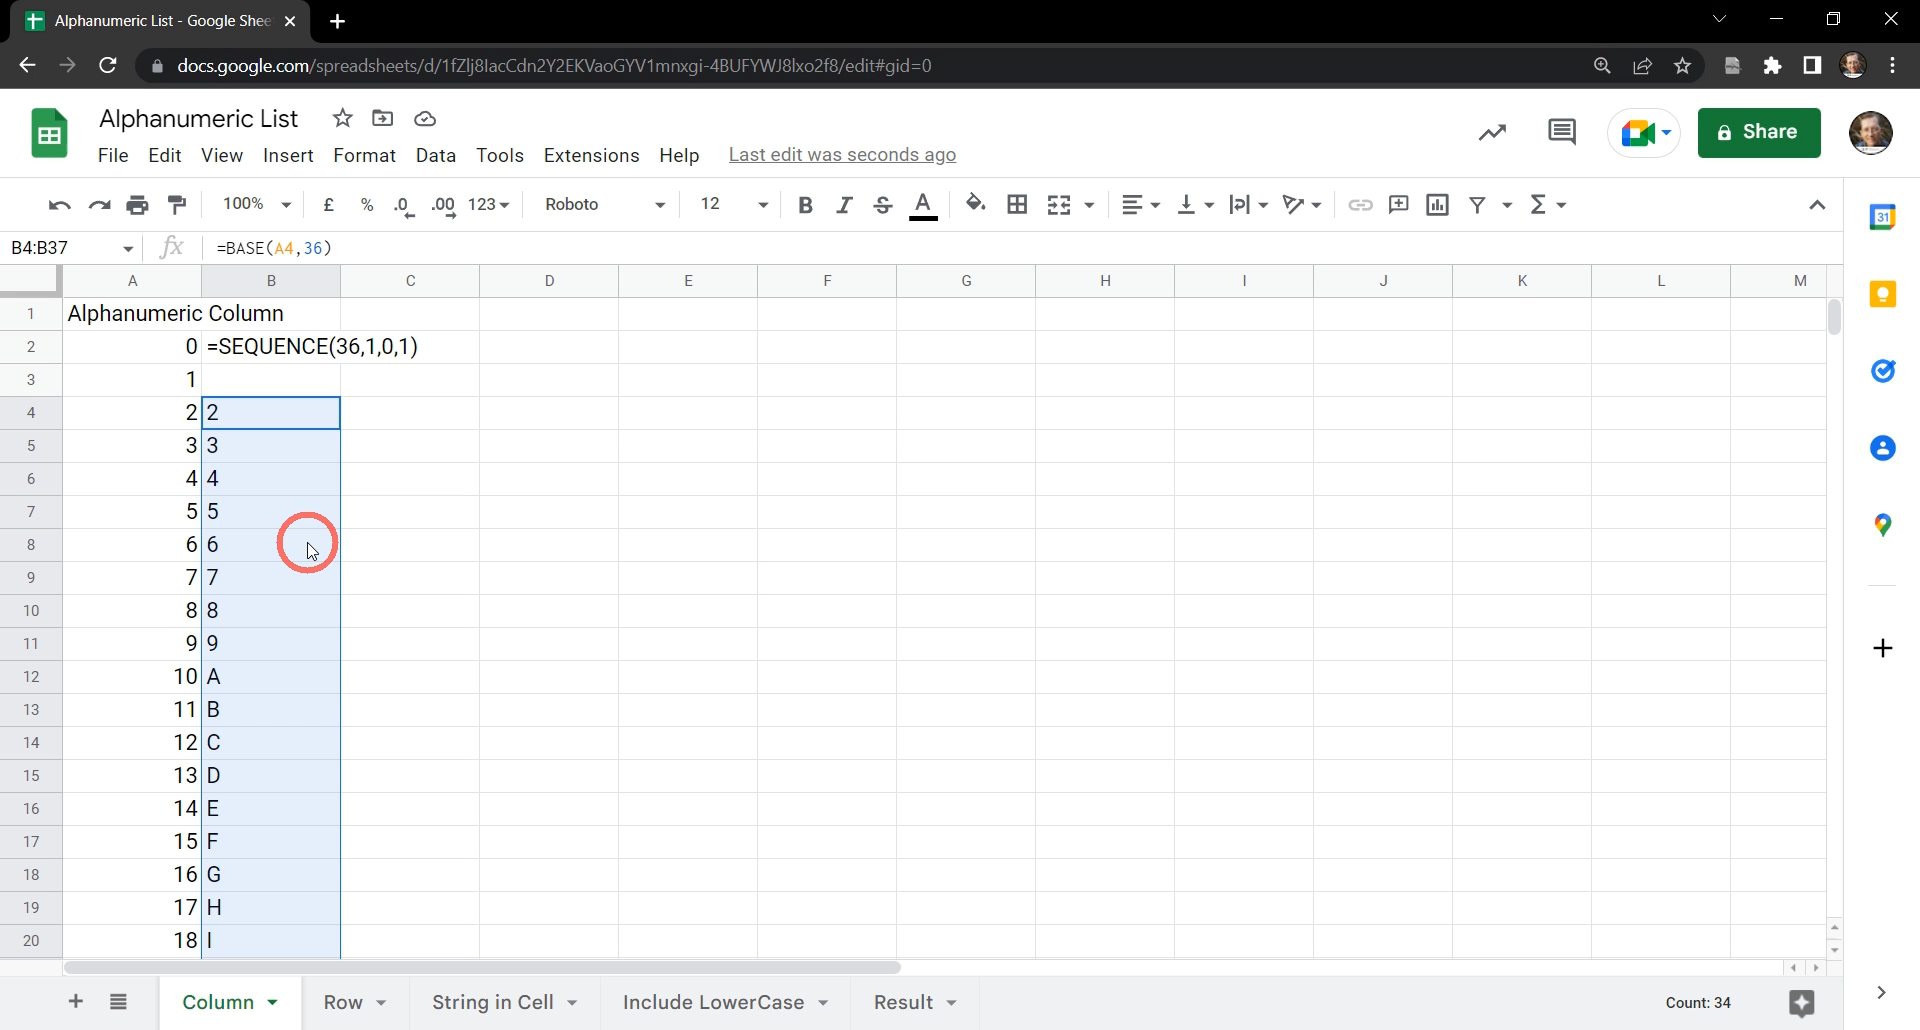 Alphanumeric List - Google Shee
docs.google.com/spreadsheets/d/1fZlj8lacCdn2Y2EKVaoGYV1mnxgi-4BUFYWJ8lxo2f8/edit#gid=0
Alphanumeric List
File Edit View Insert Format Data Tools Extensions Help Last edit was seconds ago
Share
100% £ % .0 .00 123 Roboto 12 B I S A
31
B4:B37 fx =BASE(A4,36)
A B C D E F G H I J K L M
1 Alphanumeric Column
2 0 =SEQUENCE(36,1,0,1)
3 1
4 2 2
5 3 3
6 4 4
7 5 5
8 6 6
9 7 7
10 8 8
11 9 9
12 10 A
13 11 B
14 12 C
15 13 D
16 14 E
17 15 F
18 16 G
19 17 H
20 18 I
Column Row String in Cell Include LowerCase Result Count: 34